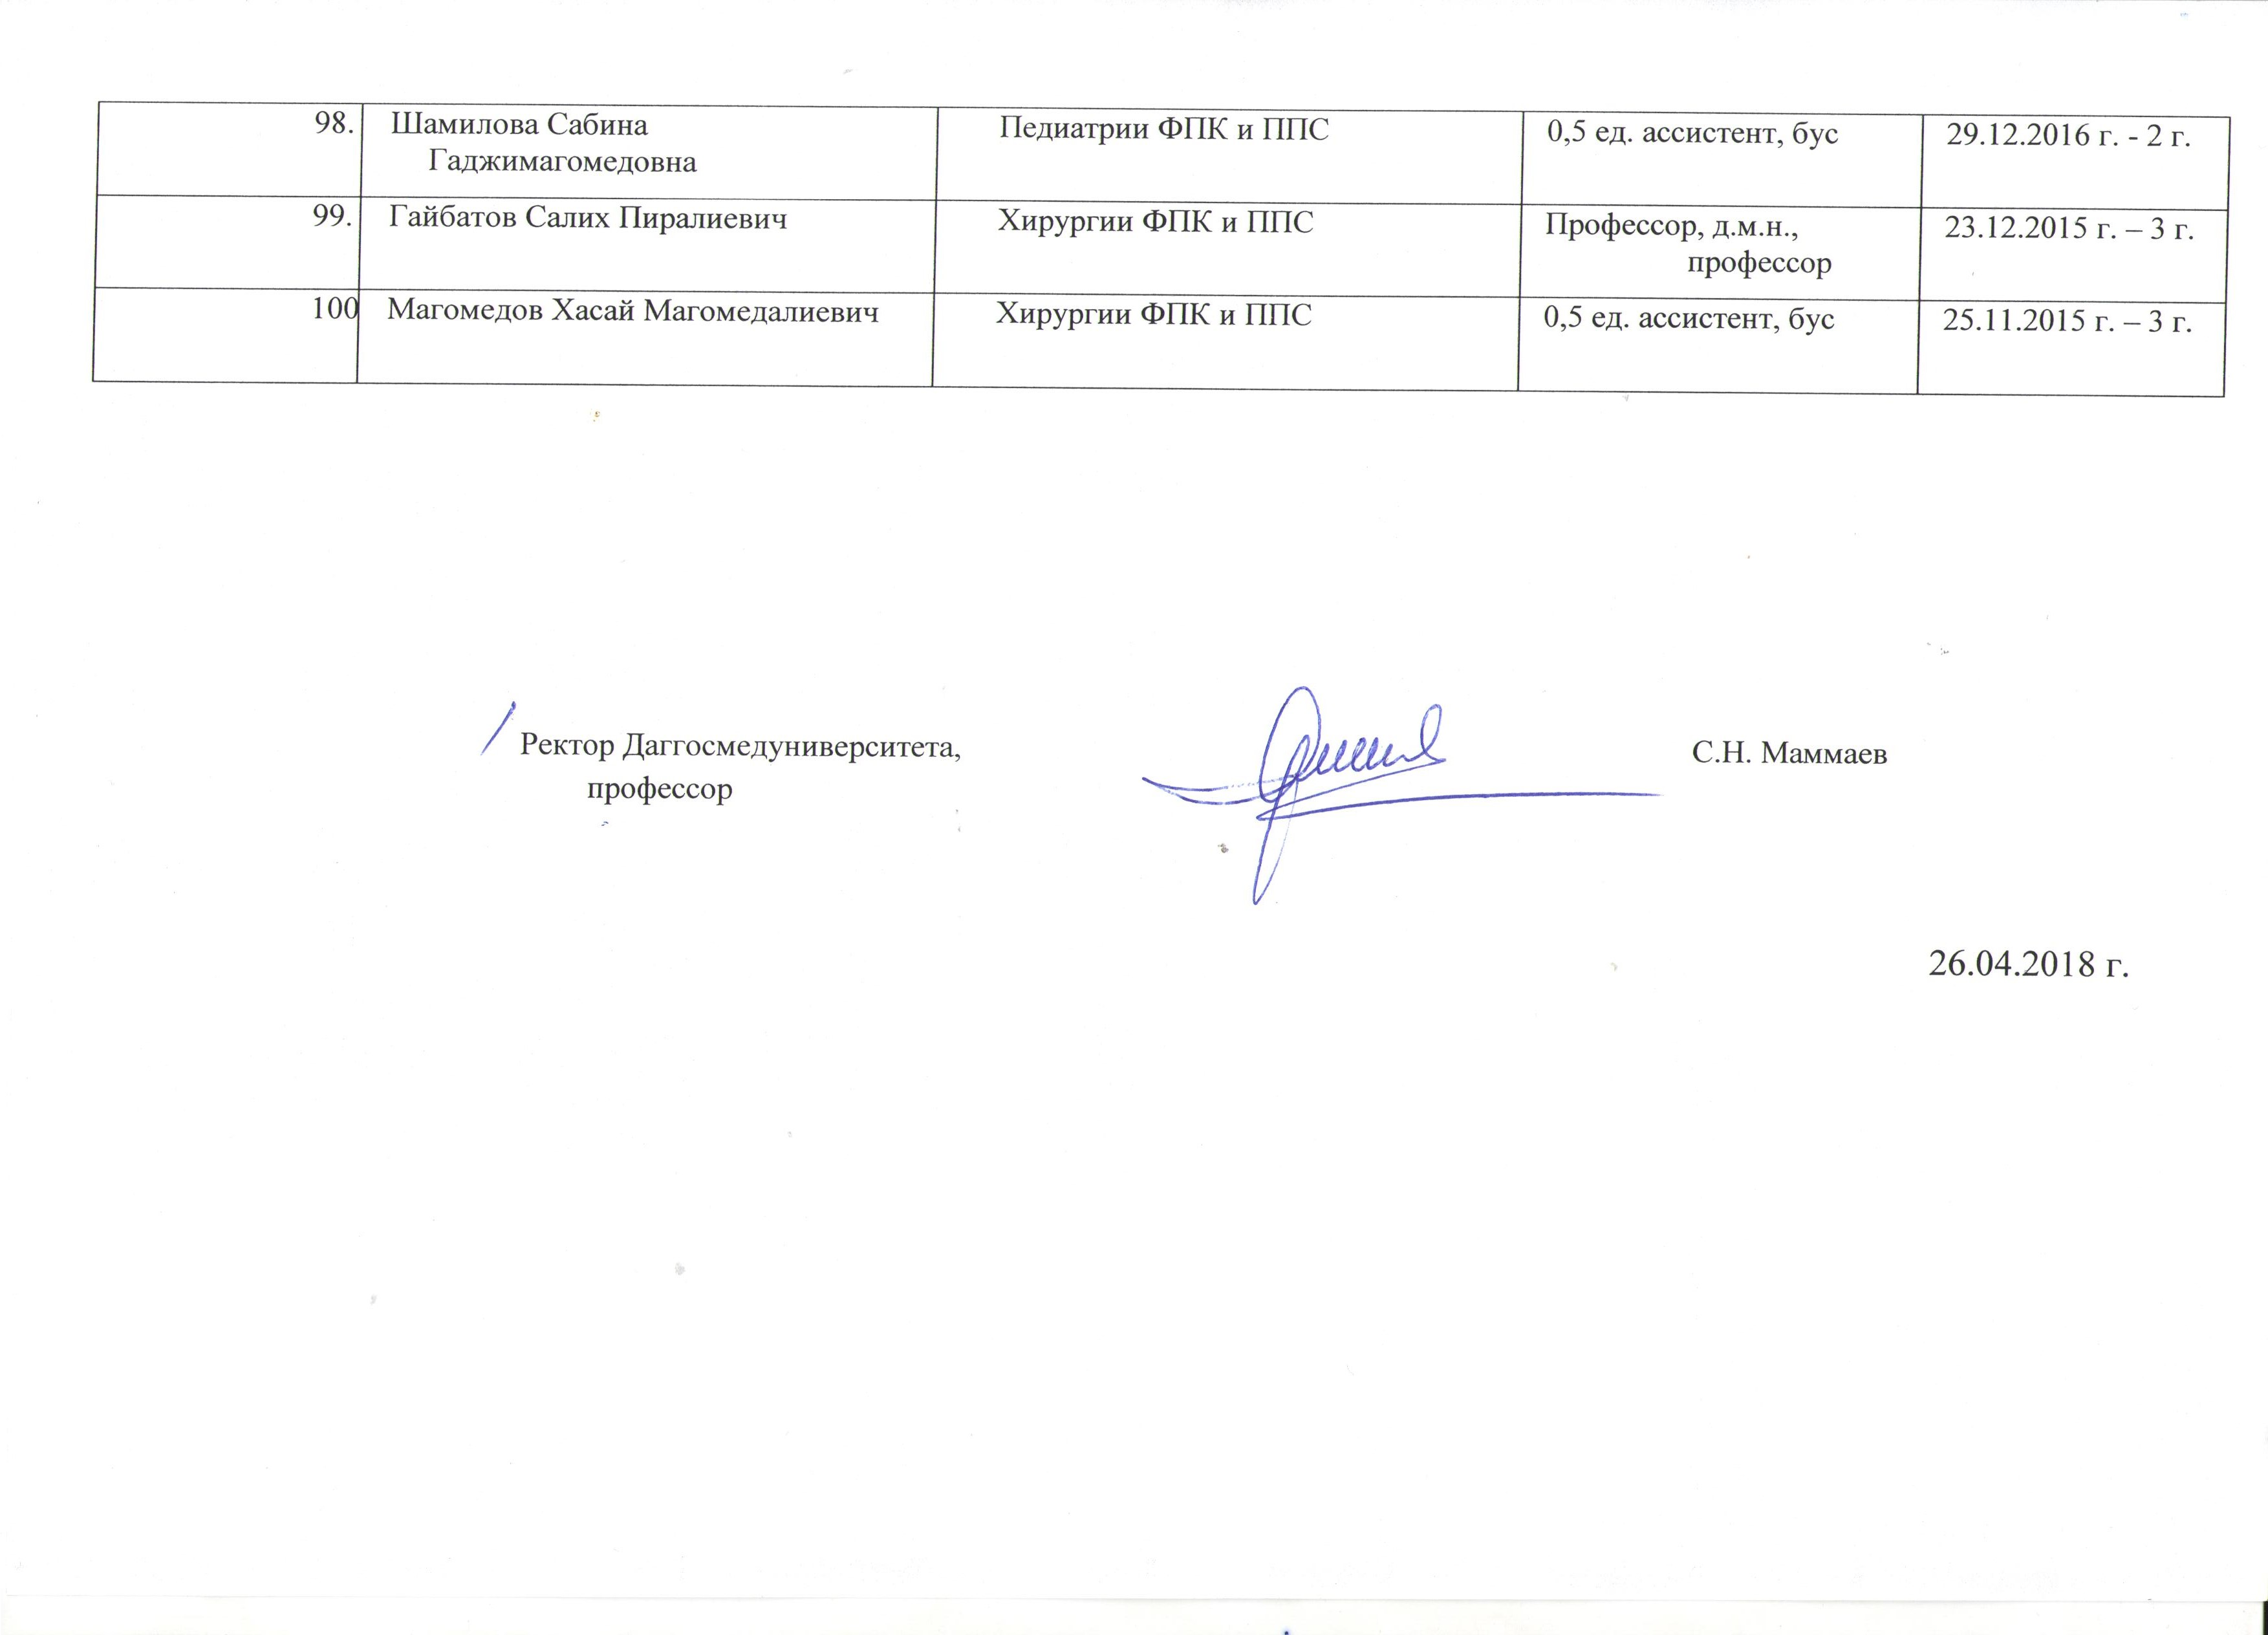 98. Шамилова Сабина Педиатрии ФПК и ППС 0,5 ед. ассистент, бус 29.12.2016 г. - 2 г.
Гаджимагомедовна
99. Гайбатов Салих Пиралиевич Хирургии ФПК и ППС Профессор, д.м.н., 23.12.2015 г. – 3 г.
профессор
100 Магомедов Хасай Магомедалиевич Хирургии ФПК и ППС 0,5 ед. ассистент, бус 25.11.2015 г. – 3 г.
Ректор Даггосмедуниверситета, С.Н. Маммаев
профессор
26.04.2018 г.